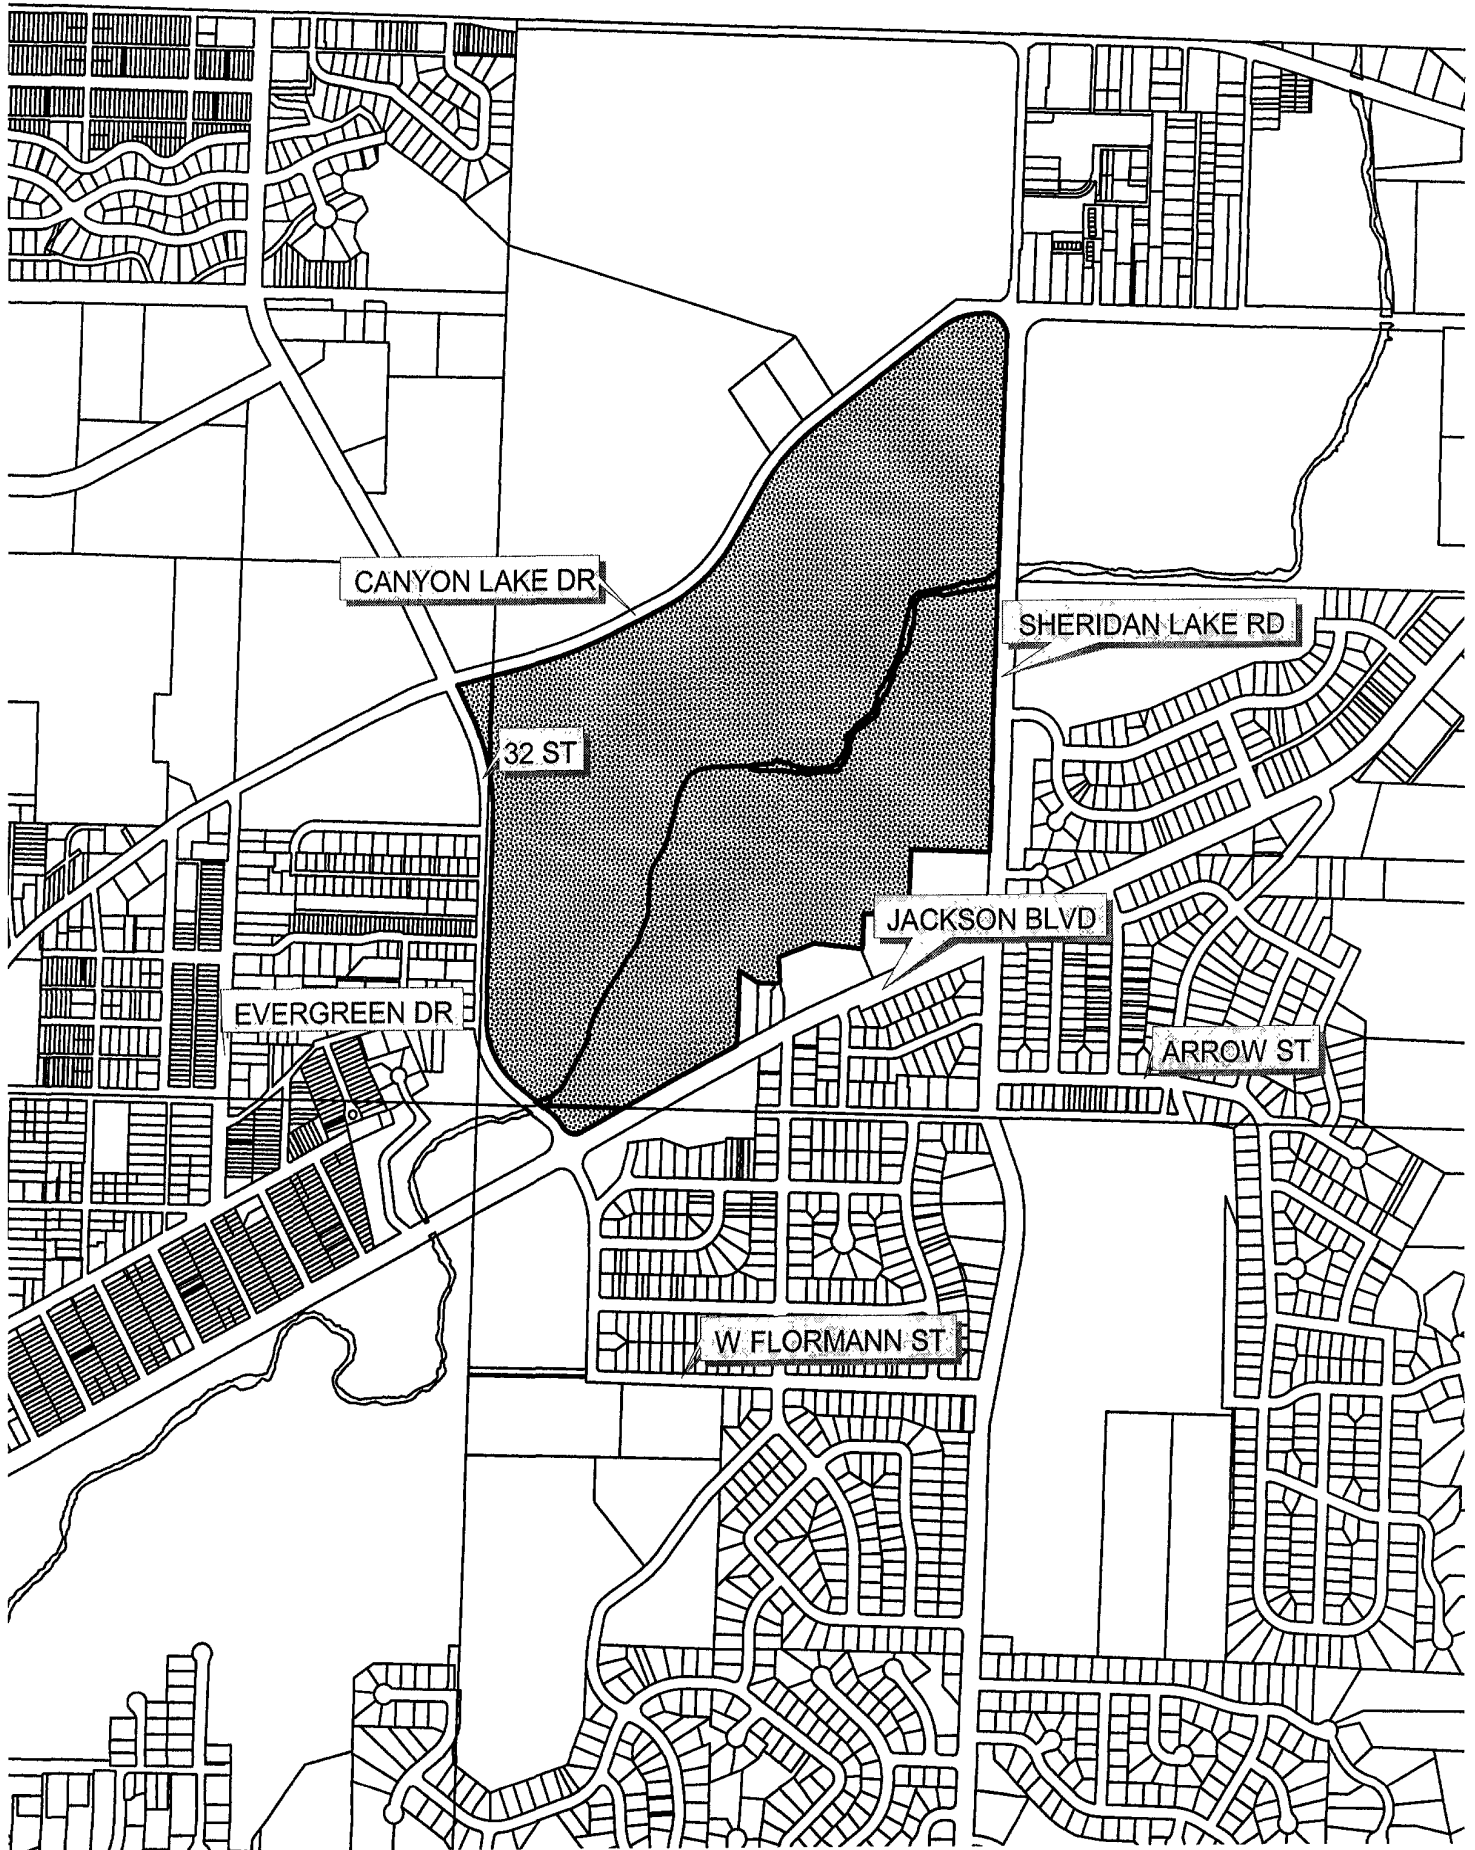 CANYON LAKE DR
SHERIDAN LAKE RD
32 ST
JACKSON BLVD
EVERGREEN DR
ARROW ST
W FLORMANN ST